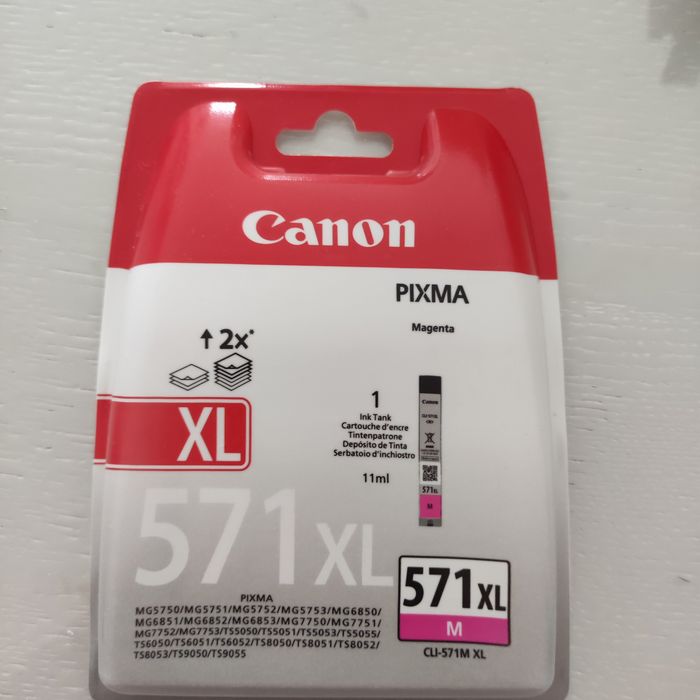 Canon
PIXMA
Magenta
2x*
XL
1
Ink Tank
Cartouche d'encre
Tintenpatrone
Depósito de Tinta
Serbatoio d'inchiostro
11ml
Canon
571XL
M
571XL
PIXMA
MG5750/MG5751/MG5752/MG5753/MG6850/
MG6851/MG6852/MG6853/MG7750/MG7751/
MG7752/MG7753/TS5050/TS5051/TS5053/TS5055/
TS6050/TS6051/TS6052/TS8050/TS8051/TS8052/
TS8053/TS9050/TS9055
571XL
M
CLI-571M XL